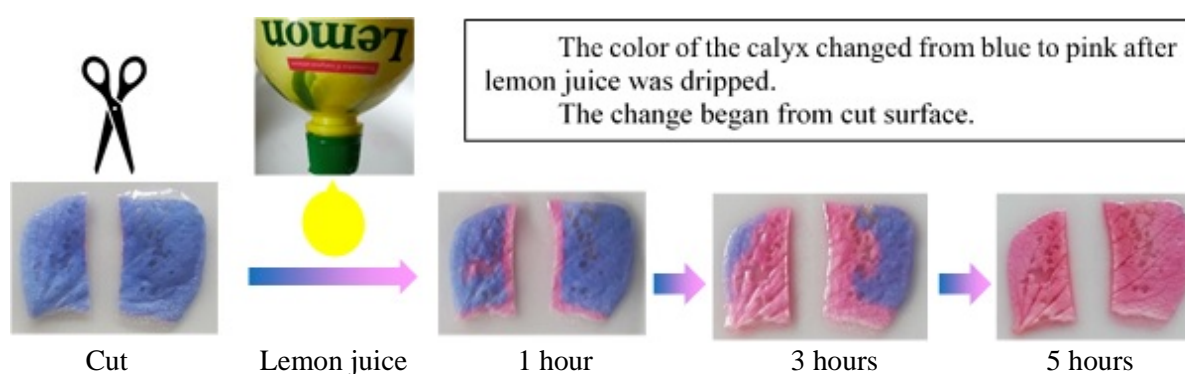 Lemon
The color of the calyx changed from blue to pink after
lemon juice was dripped.
The change began from cut surface.
Cut
Lemon juice
1 hour
3 hours
5 hours